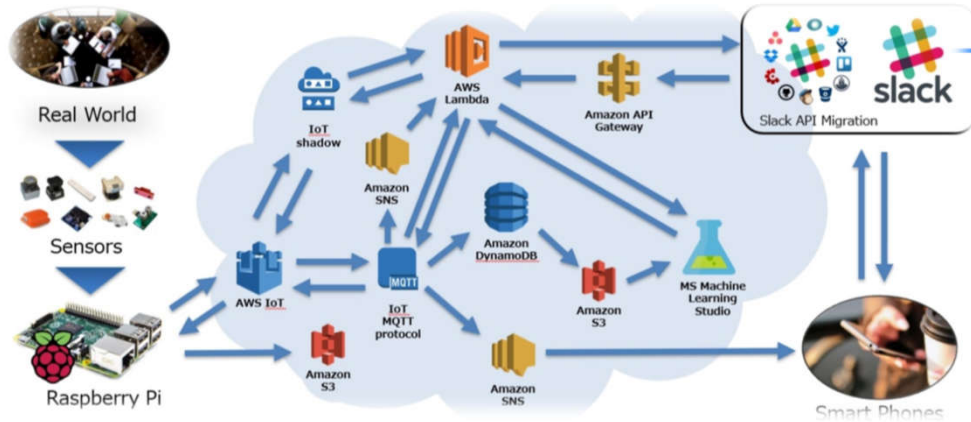 Real World
Sensors
Raspberry Pi
IoT
shadow
AWS
Lambda
Amazon API
Gateway
slack
Slack API Migration
Amazon
SNS
AWS IoT
MQTT
IoT
MQTT
protocol
Amazon
DynamoDB
Amazon
S3
MS Machine
Learning
Studio
Amazon
S3
Amazon
SNS
Smart Phones